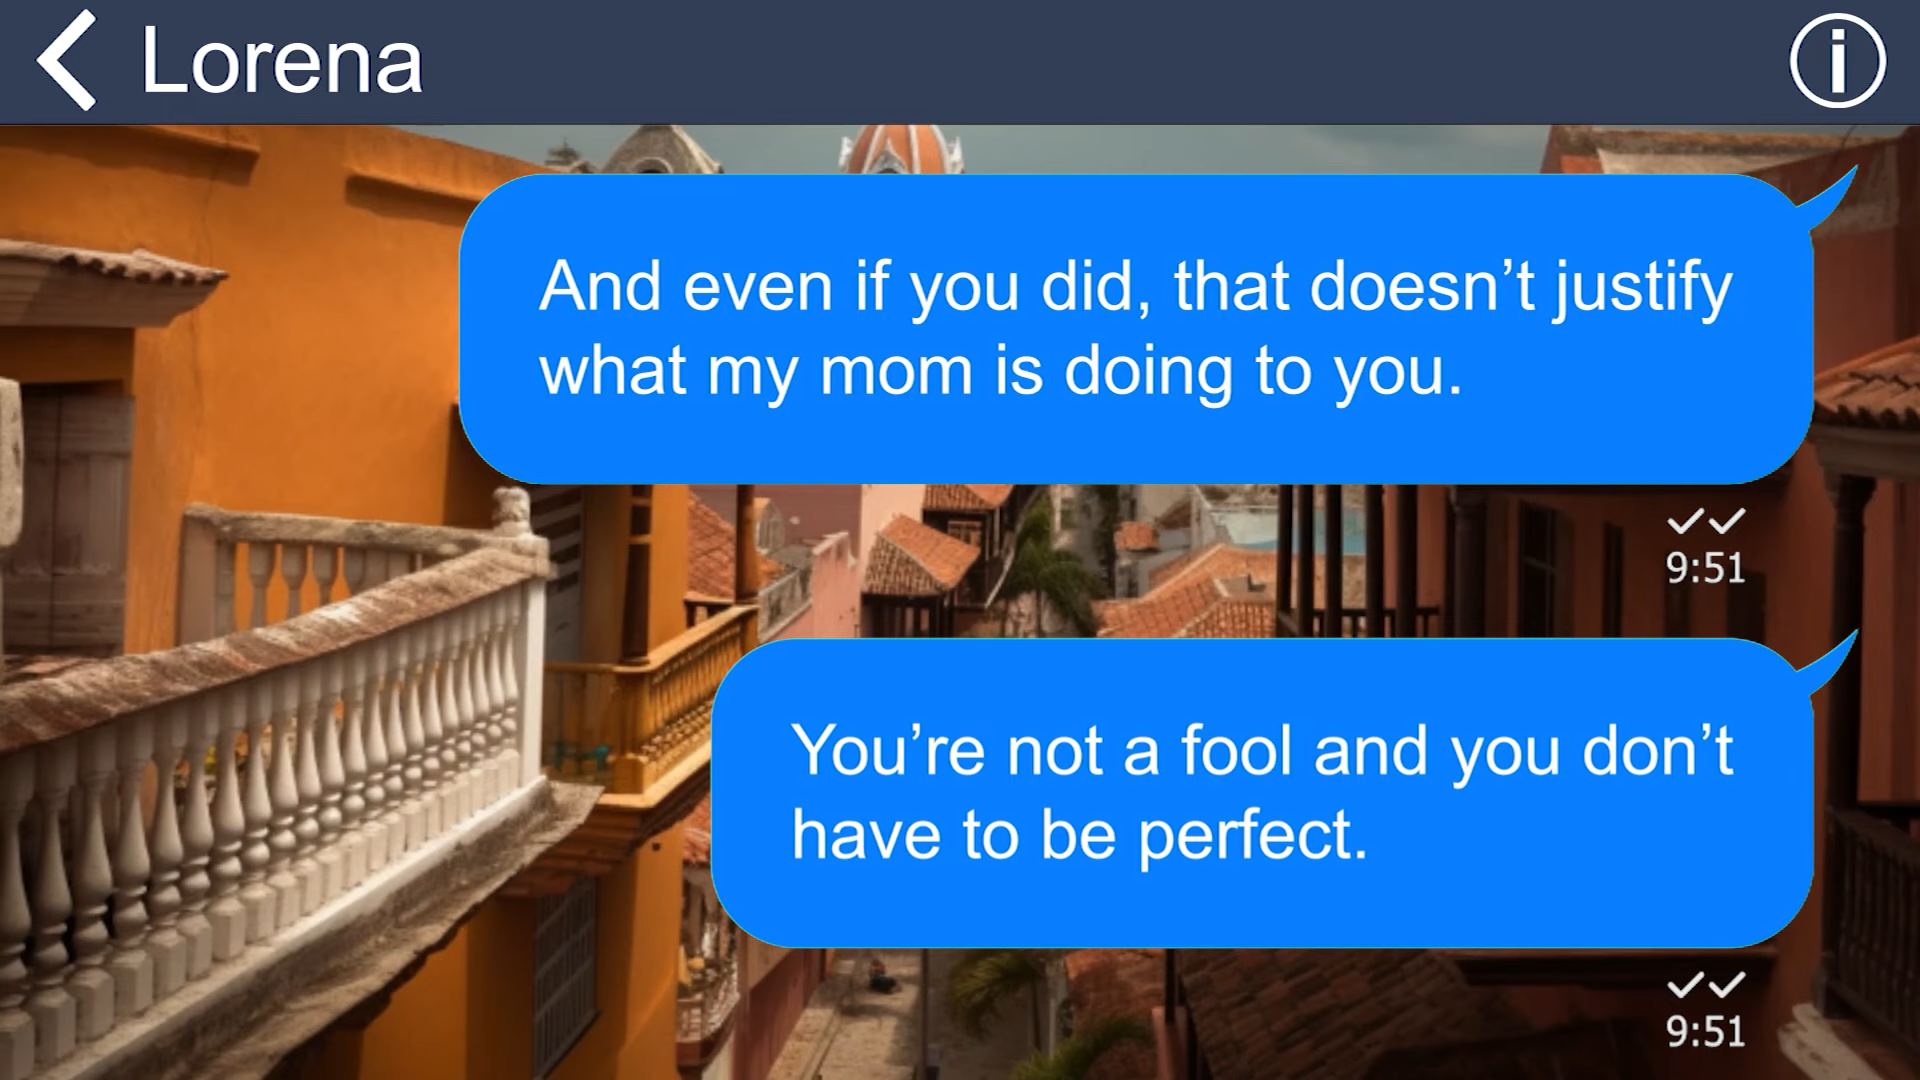 Lorena
And even if you did, that doesn’t justify
what my mom is doing to you.
9:51
You’re not a fool and you don’t
have to be perfect.
9:51